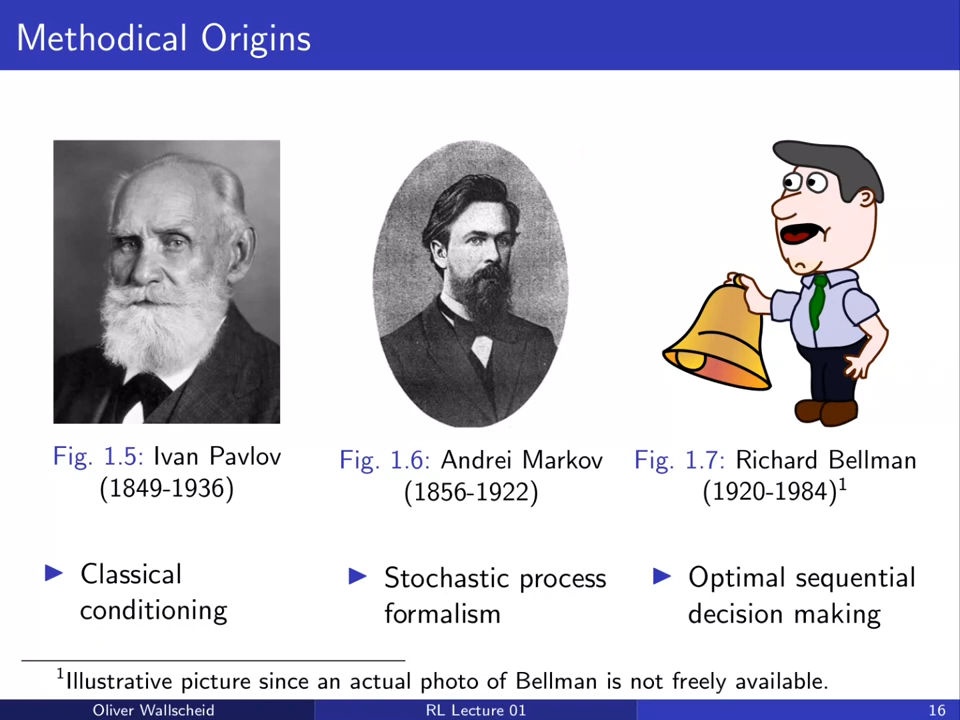 Methodical Origins
Fig. 1.5: Ivan Pavlov
(1849-1936)
Fig. 1.6: Andrei Markov
(1856-1922)
Fig. 1.7: Richard Bellman
(1920-1984)¹
▶ Classical
conditioning
▶ Stochastic process
formalism
▶ Optimal sequential
decision making
¹Illustrative picture since an actual photo of Bellman is not freely available.
Oliver Wallscheid
RL Lecture 01
16